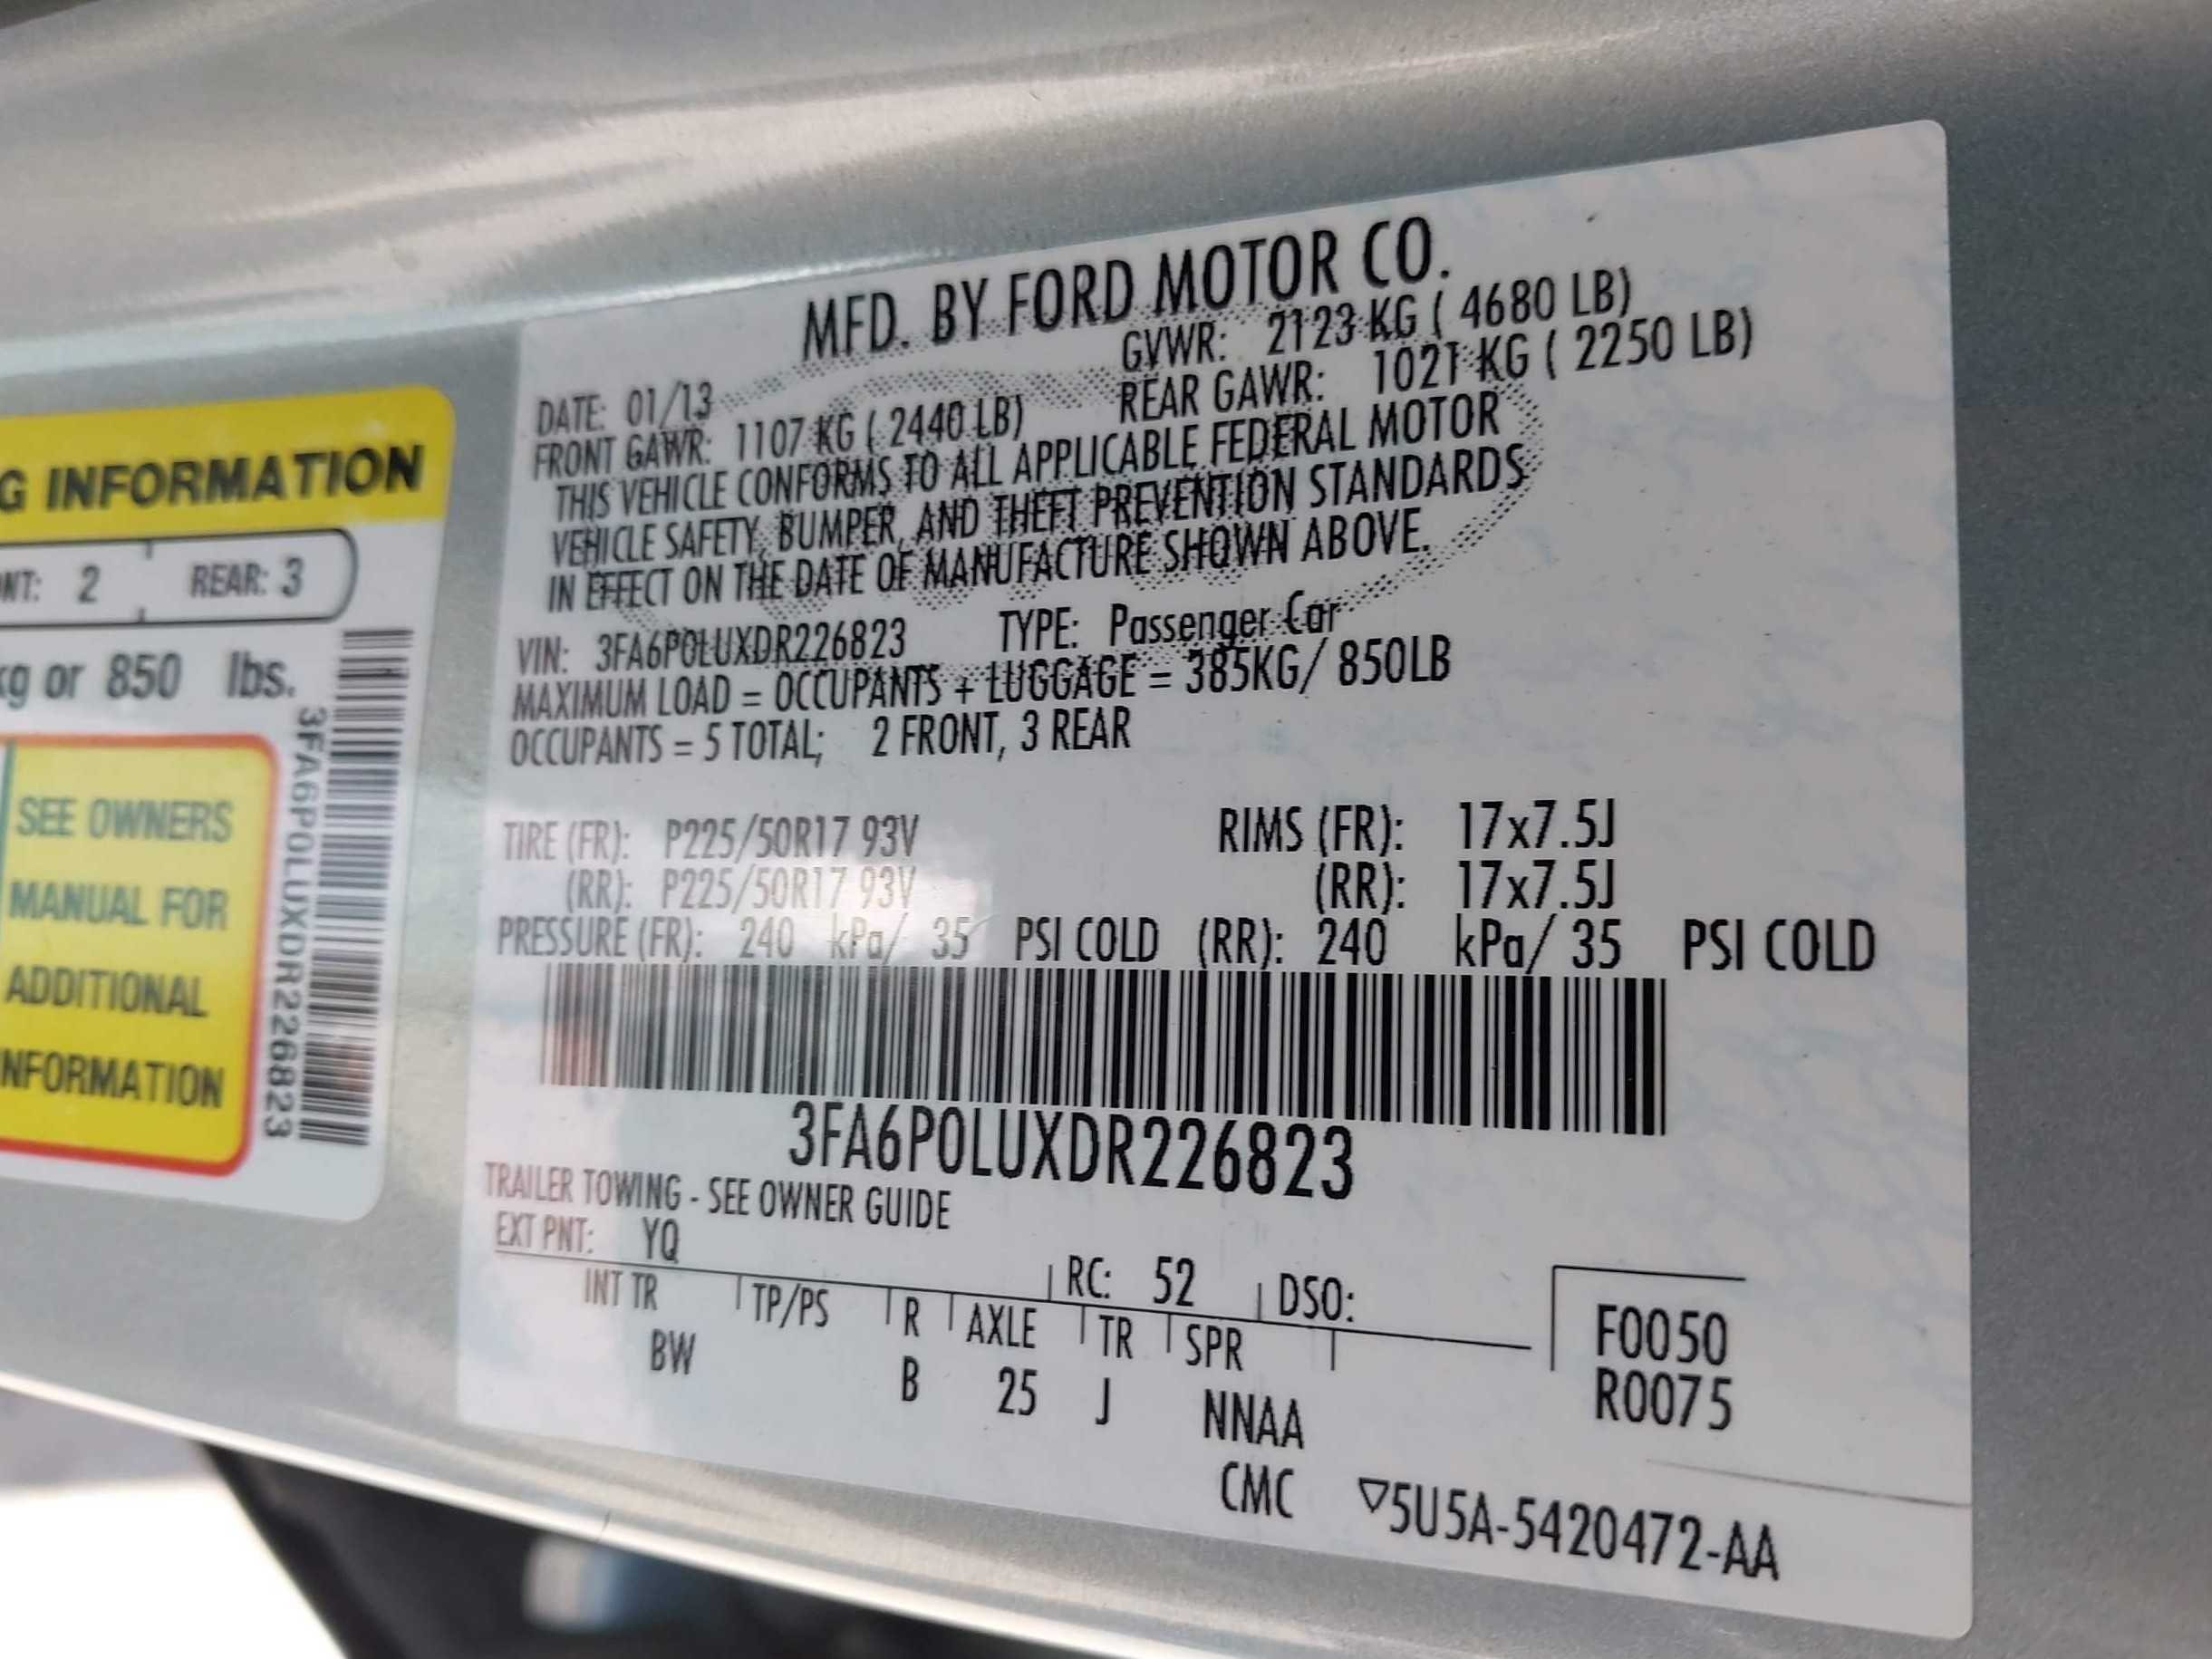 G INFORMATION
NT: 2 REAR: 3
kg or 850 lbs.
SEE OWNERS
MANUAL FOR
ADDITIONAL
INFORMATION
3FA6P0LUXDR226823
MFD. BY FORD MOTOR CO.
DATE: 01/13 GVWR: 2123 KG ( 4680 LB)
FRONT GAWR: 1107 KG ( 2440 LB) REAR GAWR: 1021 KG ( 2250 LB)
THIS VEHICLE CONFORMS TO ALL APPLICABLE FEDERAL MOTOR
VEHICLE SAFETY, BUMPER, AND THEFT PREVENTION STANDARDS
IN EFFECT ON THE DATE OF MANUFACTURE SHOWN ABOVE.
VIN: 3FA6P0LUXDR226823 TYPE: Passenger Car
MAXIMUM LOAD = OCCUPANTS + LUGGAGE = 385KG/ 850LB
OCCUPANTS = 5 TOTAL; 2 FRONT, 3 REAR
TIRE (FR): P225/50R17 93V RIMS (FR): 17x7.5J
(RR): P225/50R17 93V (RR): 17x7.5J
PRESSURE (FR): 240 kPa/ 35 PSI COLD (RR): 240 kPa/ 35 PSI COLD
3FA6P0LUXDR226823
TRAILER TOWING - SEE OWNER GUIDE
EXT PNT: YQ RC: 52 DSO:
INT TR TP/PS R AXLE TR SPR F0050
BW B 25 J NNAA R0075
CMC ▽5U5A-5420472-AA